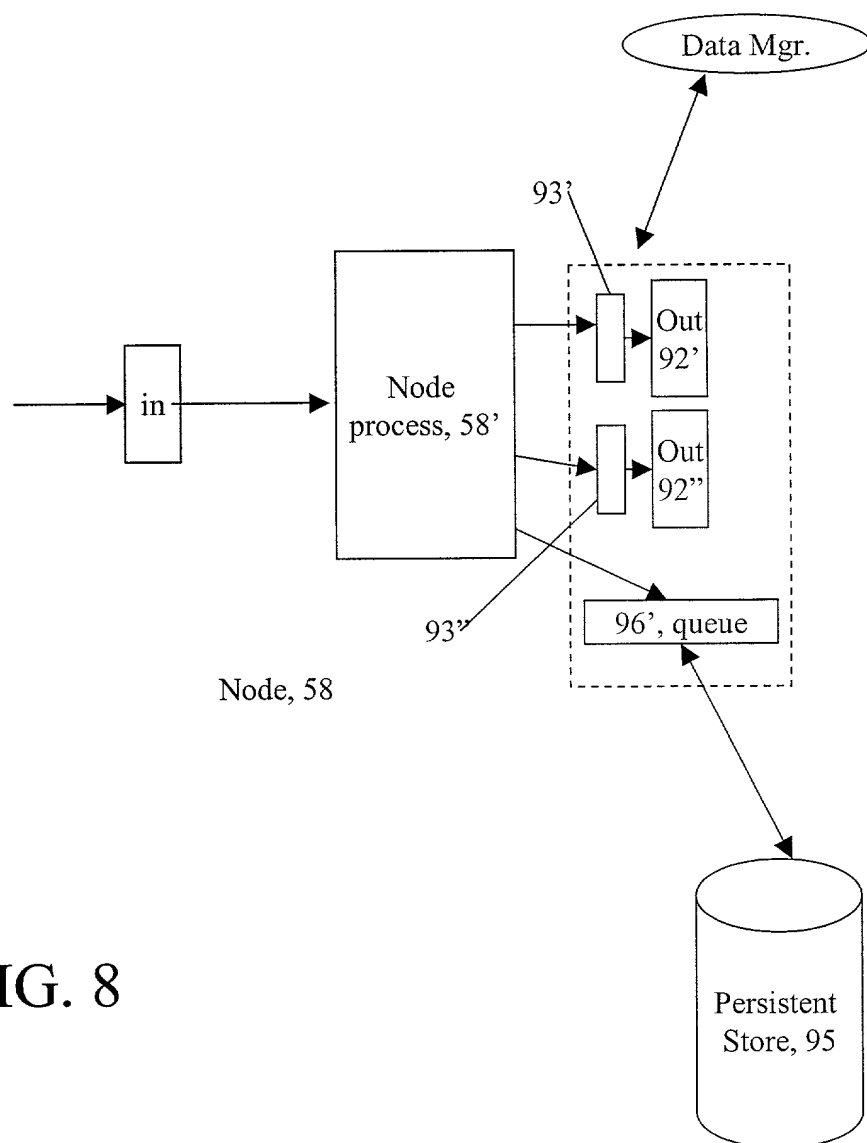 Data Mgr.
93’
Out
92’
in
Node
process, 58’
Out
92”
93”
96’, queue
Node, 58
IG. 8
Persistent
Store, 95